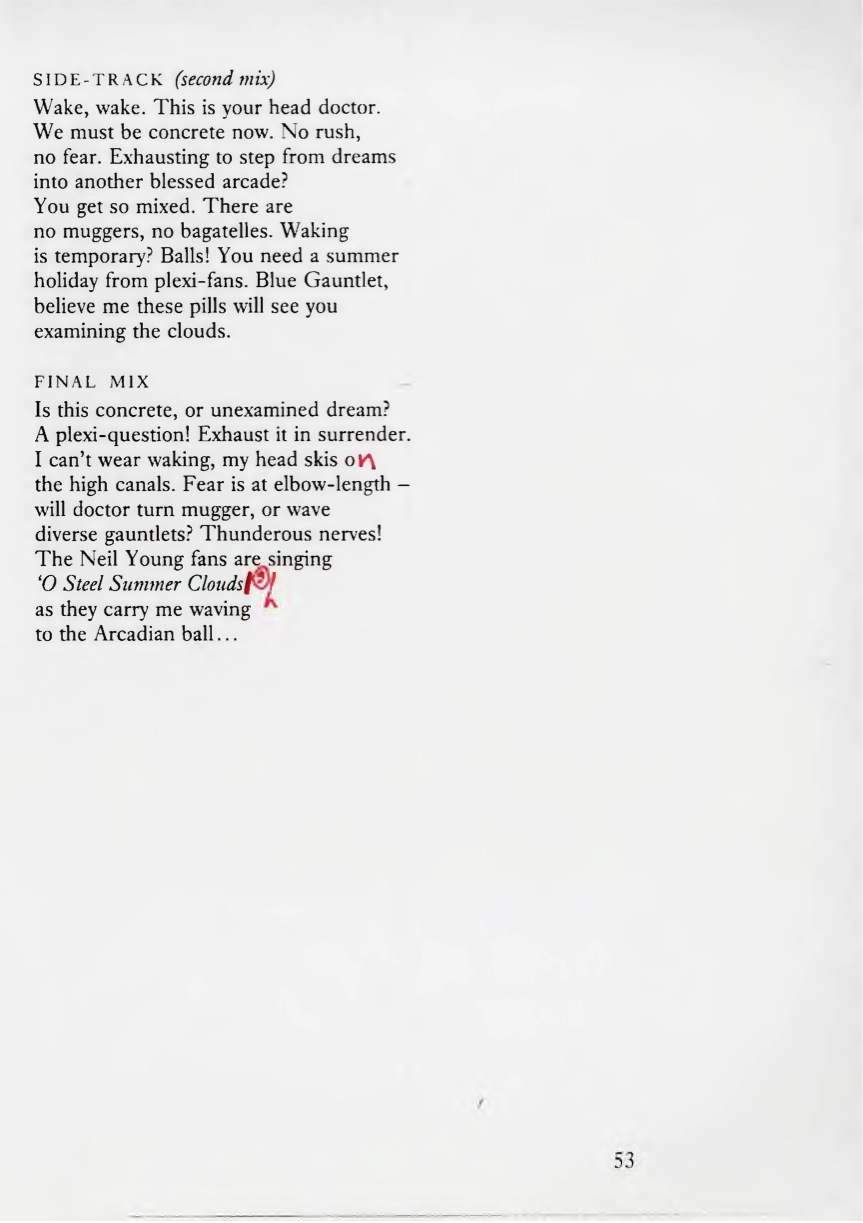 SIDE-TRACK (second mix)
Wake, wake. This is your head doctor.
We must be concrete now. No rush,
no fear. Exhausting to step from dreams
into another blessed arcade?
You get so mixed. There are
no muggers, no bagatelles. Waking
is temporary? Balls! You need a summer
holiday from plexi-fans. Blue Gauntlet,
believe me these pills will see you
examining the clouds.
FINAL MIX
Is this concrete, or unexamined dream?
A plexi-question! Exhaust it in surrender.
I can't wear waking, my head skis on
the high canals. Fear is at elbow-length –
will doctor turn mugger, or wave
diverse gauntlets? Thunderous nerves!
The Neil Young fans are singing
‘O Steel Summer Clouds
as they carry me waving
to the Arcadian ball...
53